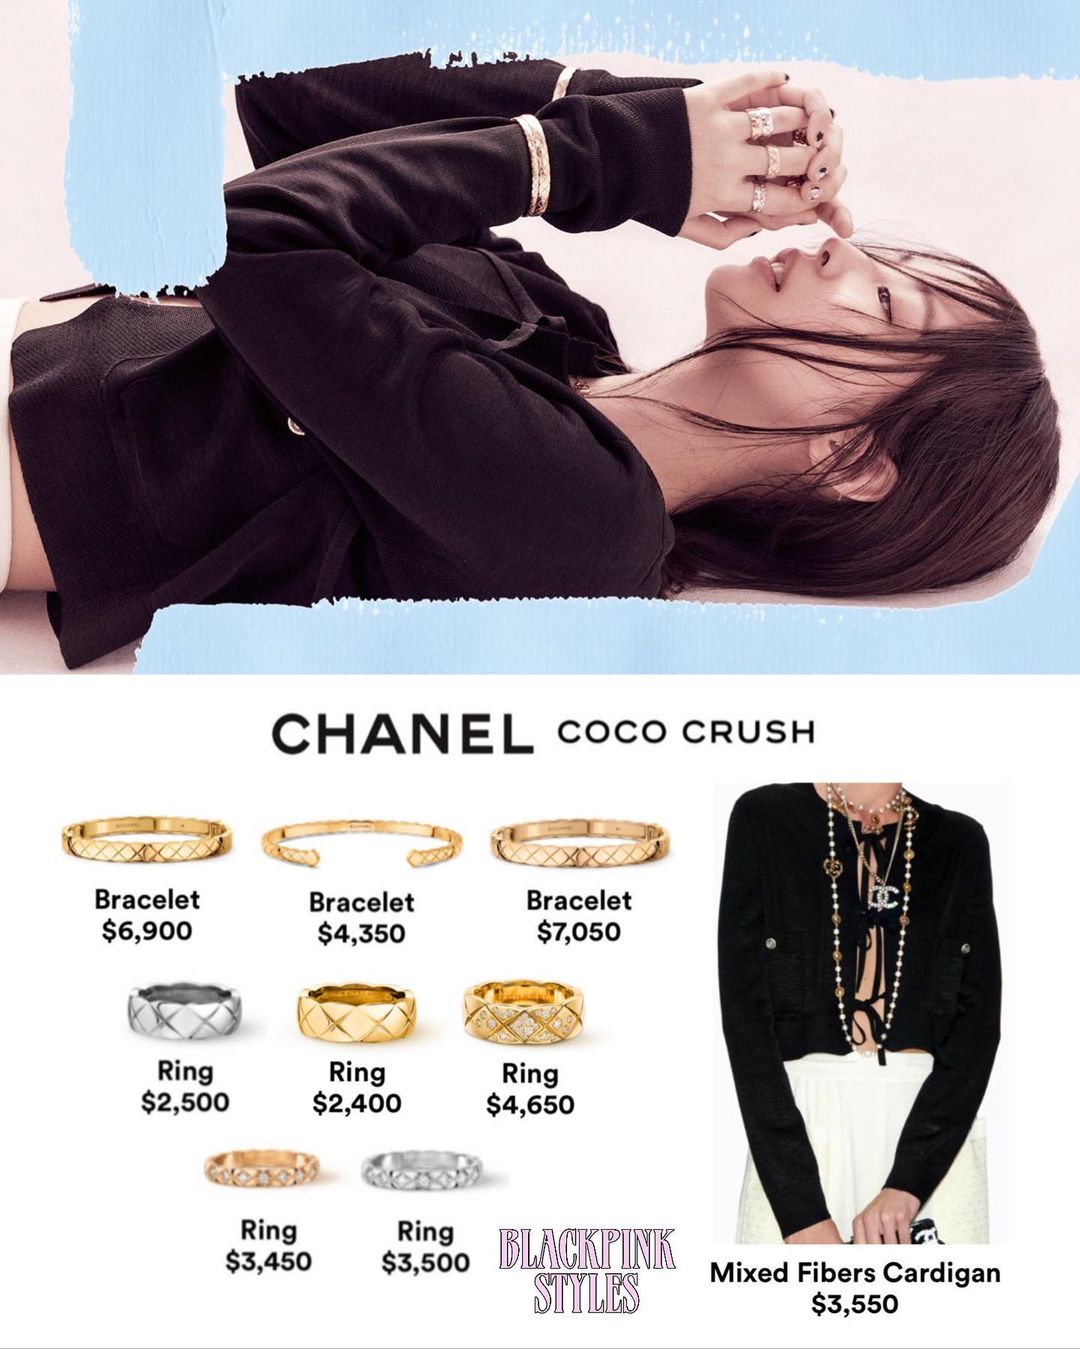 CHANEL COCO CRUSH
Bracelet
$6,900
Bracelet
$4,350
Bracelet
$7,050
Ring
$2,500
Ring
$2,400
Ring
$4,650
Ring
$3,450
Ring
$3,500
BLACKPINK
STYLES
Mixed Fibers Cardigan
$3,550